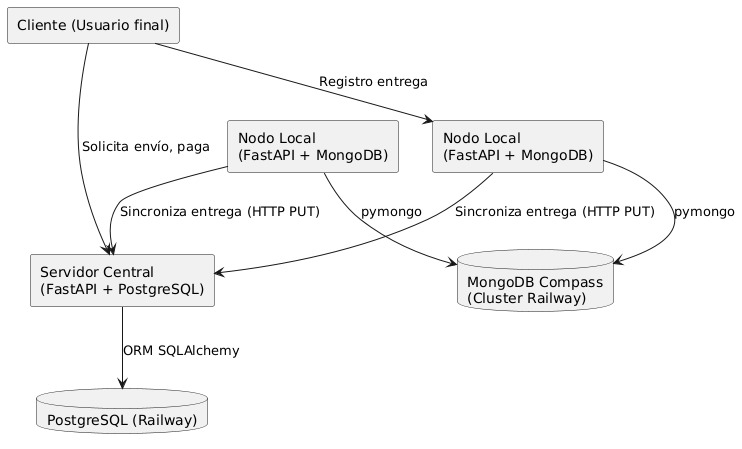 Cliente (Usuario final)
Registro entrega
Nodo Local
(FastAPI + MongoDB)
Nodo Local
(FastAPI + MongoDB)
Solicita envío, paga
Sincroniza entrega (HTTP PUT)
pymongo
Sincroniza entrega (HTTP PUT)
pymongo
Servidor Central
(FastAPI + PostgreSQL)
MongoDB Compass
(Cluster Railway)
ORM SQLAlchemy
PostgreSQL (Railway)